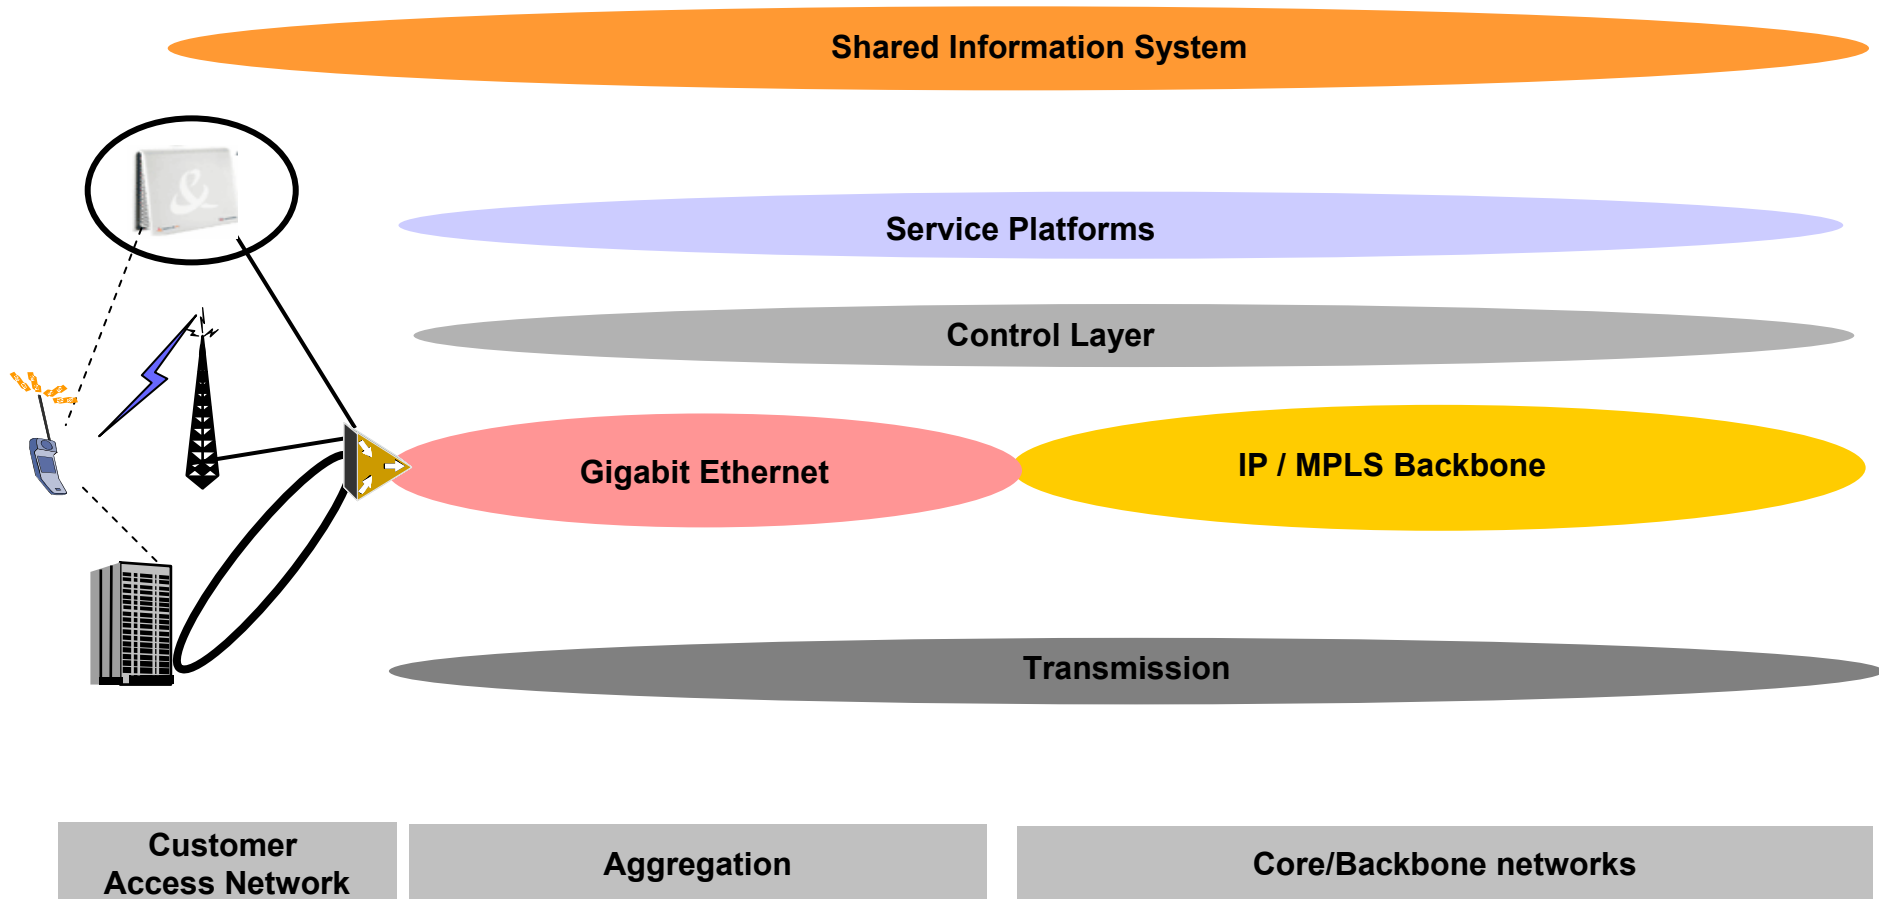 Shared Information System
&
Service Platforms
Control Layer
Gigabit Ethernet
IP / MPLS Backbone
Transmission
Customer
Access Network
Aggregation
Core/Backbone networks